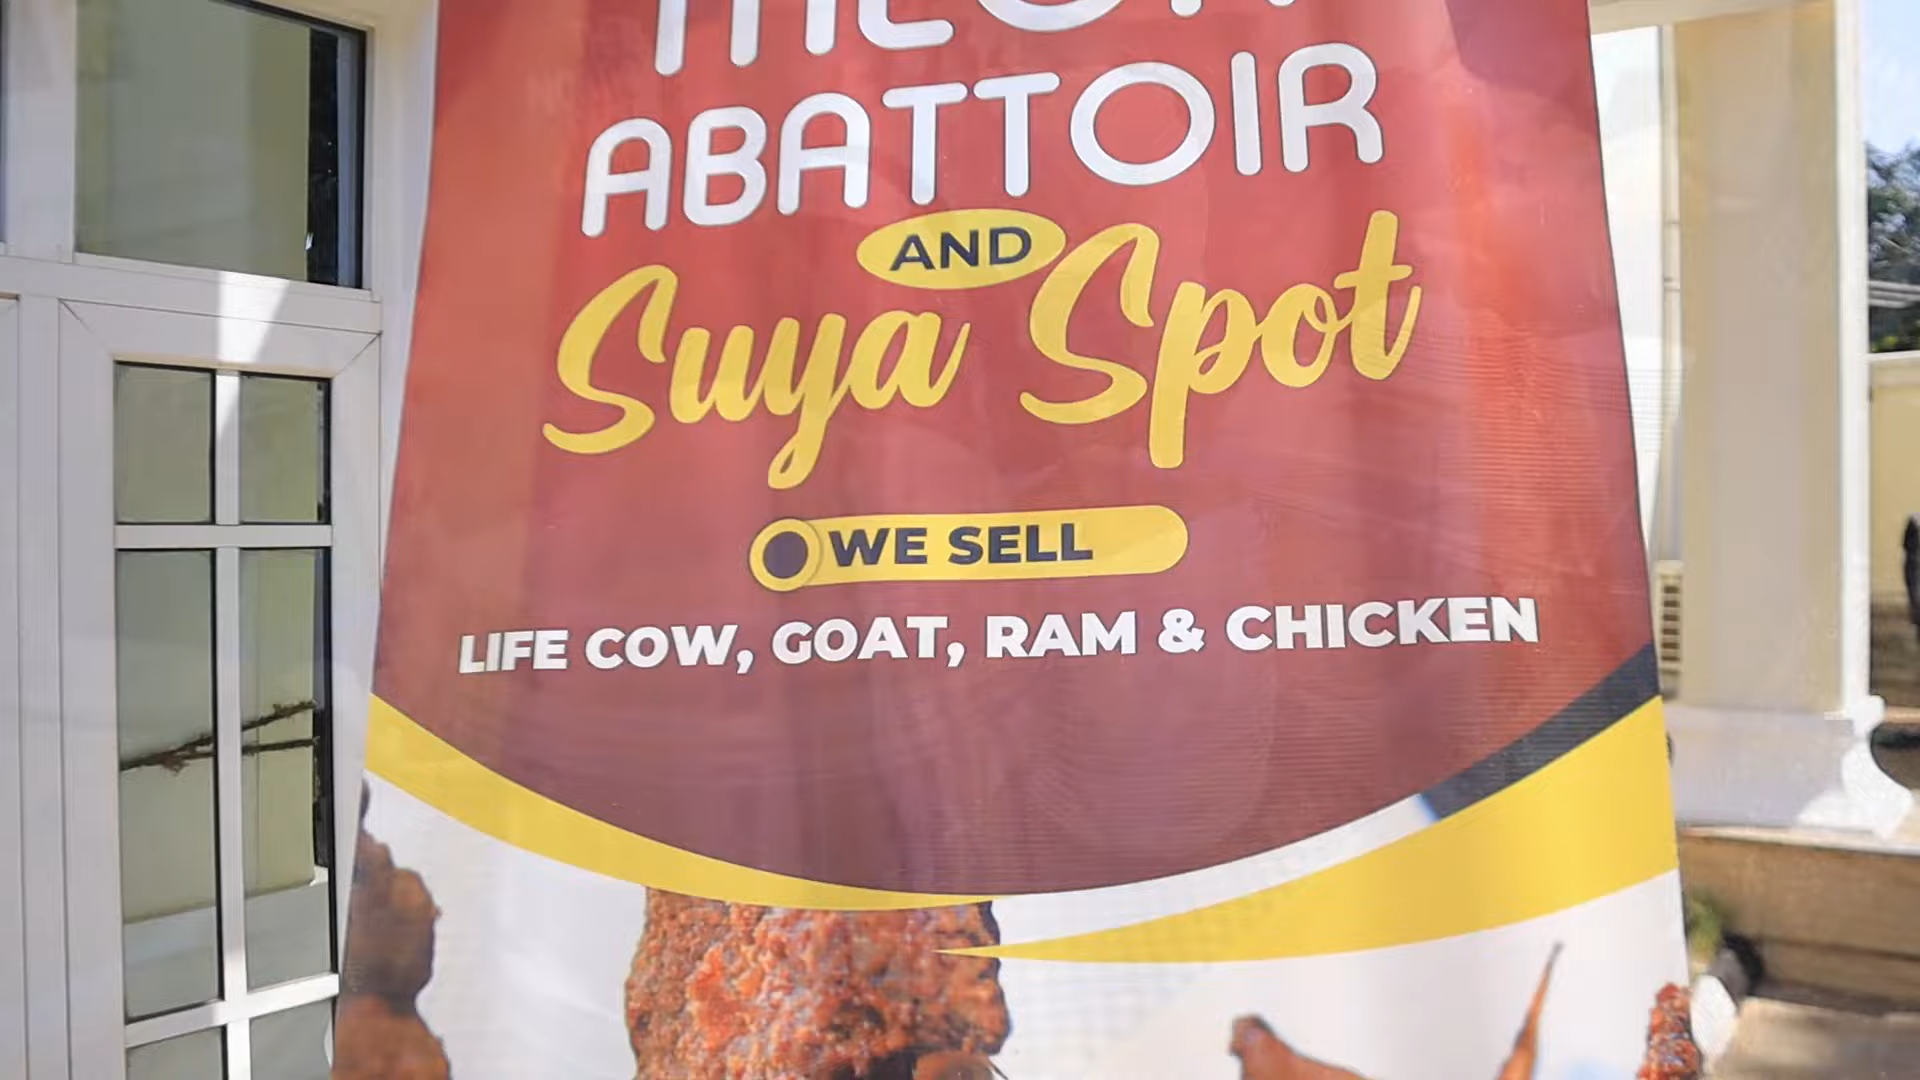 ABATTOIR
AND
Suya Spot
WE SELL
LIFE COW, GOAT, RAM & CHICKEN